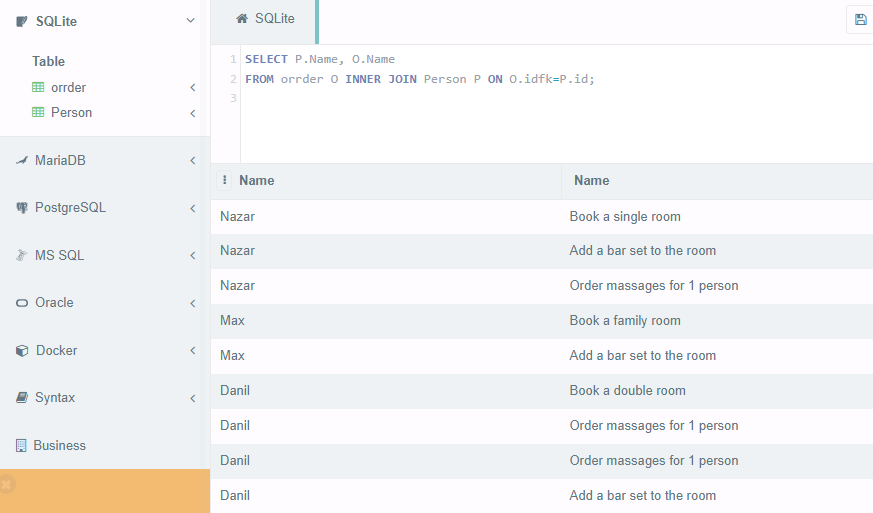 SQLite
Table
orrder
Person
MariaDB
PostgreSQL
MS SQL
Oracle
Docker
Syntax
Business
SQLite
1 SELECT P.Name, O.Name
2 FROM orrder O INNER JOIN Person P ON O.idfk=P.id;
3
Name Name
Nazar Book a single room
Nazar Add a bar set to the room
Nazar Order massages for 1 person
Max Book a family room
Max Add a bar set to the room
Danil Book a double room
Danil Order massages for 1 person
Danil Order massages for 1 person
Danil Add a bar set to the room